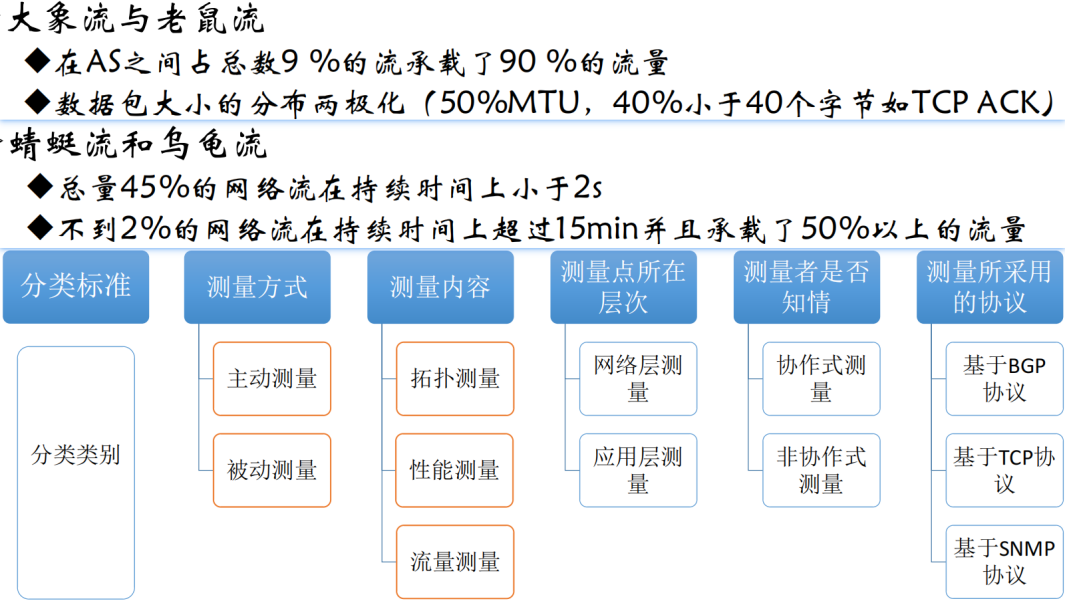 大象流与老鼠流
◆在AS之间占总数9 %的流承载了90 %的流量
◆数据包大小的分布两极化（50%MTU，40%小于40个字节如TCP ACK）
蜻蜓流和乌龟流
◆总量45%的网络流在持续时间上小于2s
◆不到2%的网络流在持续时间上超过15min并且承载了50%以上的流量
分类标准
分类类别
测量方式
主动测量
被动测量
测量内容
拓扑测量
性能测量
流量测量
测量点所在
层次
网络层测
量
应用层测
量
测量者是否
知情
协作式测
量
非协作式
测量
测量所采用
的协议
基于BGP
协议
基于TCP协
议
基于SNMP
协议